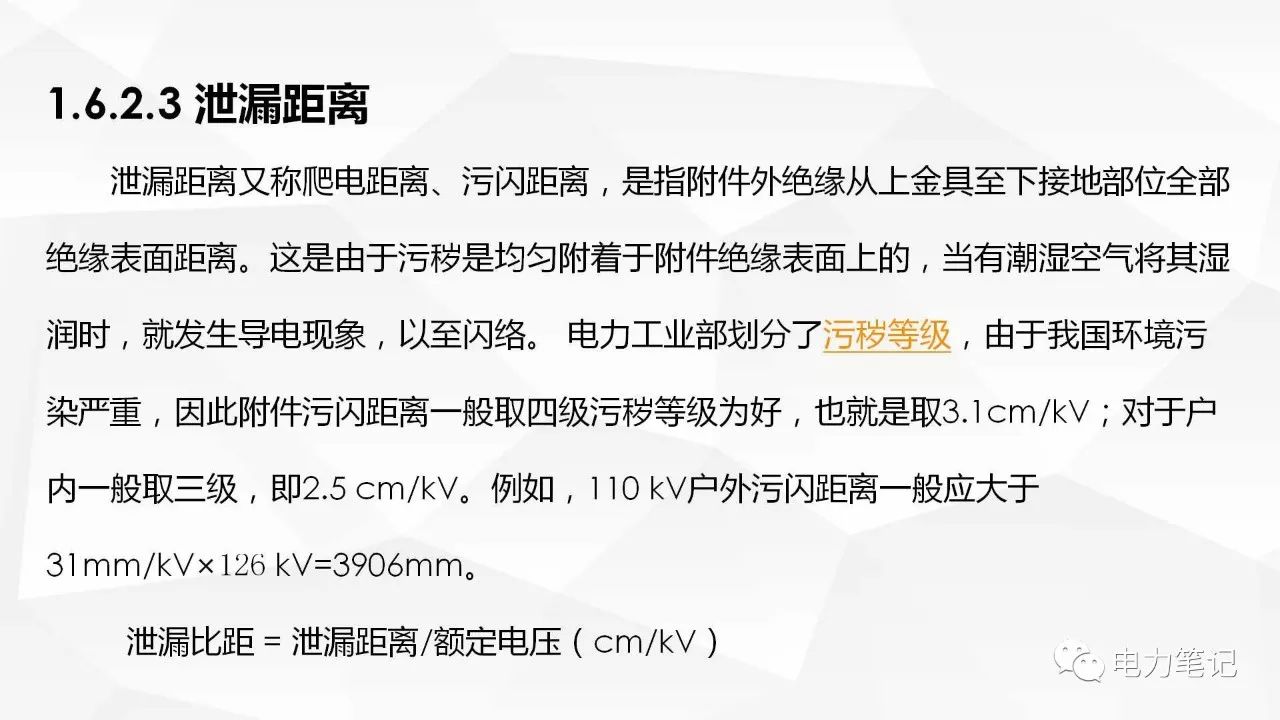 1.6.2.3 泄漏距离
泄漏距离又称爬电距离、污闪距离，是指附件外绝缘从上金具至下接地部位全部
绝缘表面距离。这是由于污秽是均匀附着于附件绝缘表面上的，当有潮湿空气将其湿
润时，就发生导电现象，以至闪络。 电力工业部划分了污秽等级，由于我国环境污
染严重，因此附件污闪距离一般取四级污秽等级为好，也就是取3.1cm/kV；对于户
内一般取三级，即2.5 cm/kV。例如，110 kV户外污闪距离一般应大于
31mm/kV×126 kV=3906mm。
泄漏比距 = 泄漏距离/额定电压（cm/kV）
电力笔记